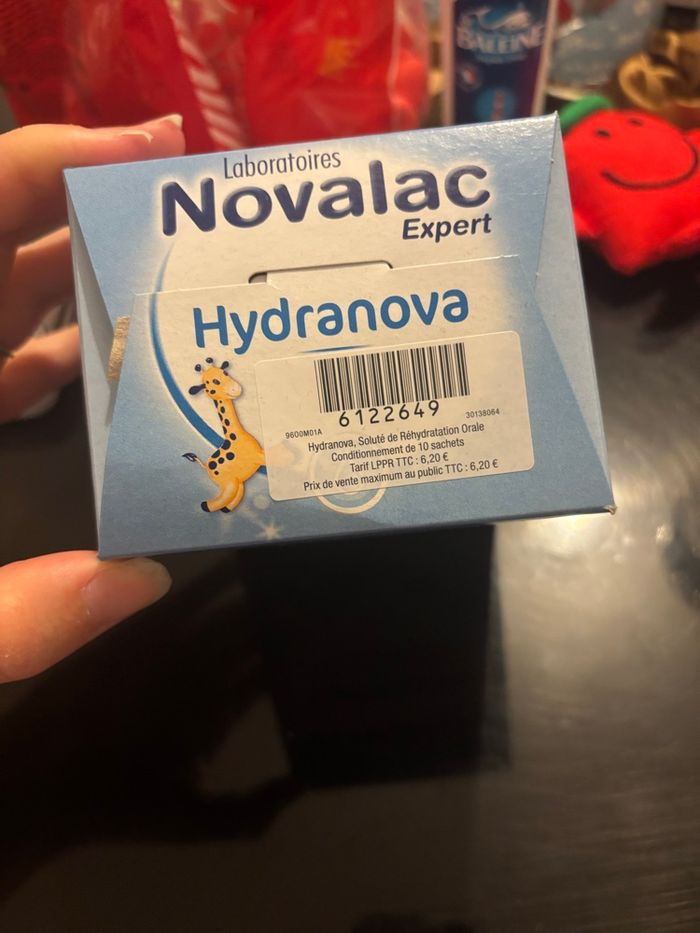 BALEINE
Laboratoires
Novalac
Expert
Hydranova
6122649
9600M01A
30138064
Hydranova, Soluté de Réhydratation Orale
Conditionnement de 10 sachets
Tarif LPPR TTC : 6,20 €
Prix de vente maximum au public TTC : 6,20 €